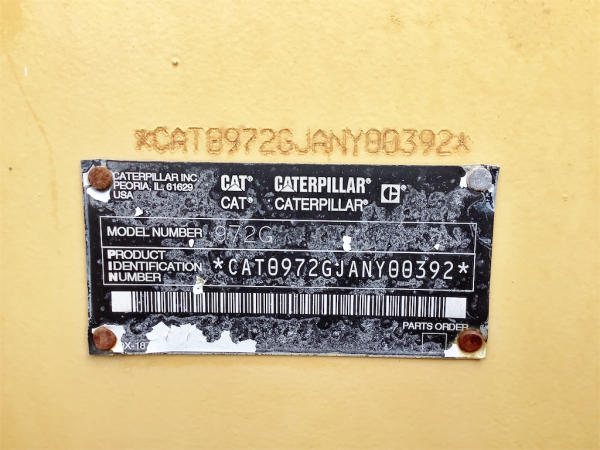 *CAT0972GJANY00392*
CATERPILLAR INC.
PEORIA, IL. 61629
USA
CAT® CATERPILLAR®
CAT® CATERPILLAR®
MODEL NUMBER 972G
PRODUCT
IDENTIFICATION *CAT0972GJANY00392*
NUMBER
PARTS ORDER